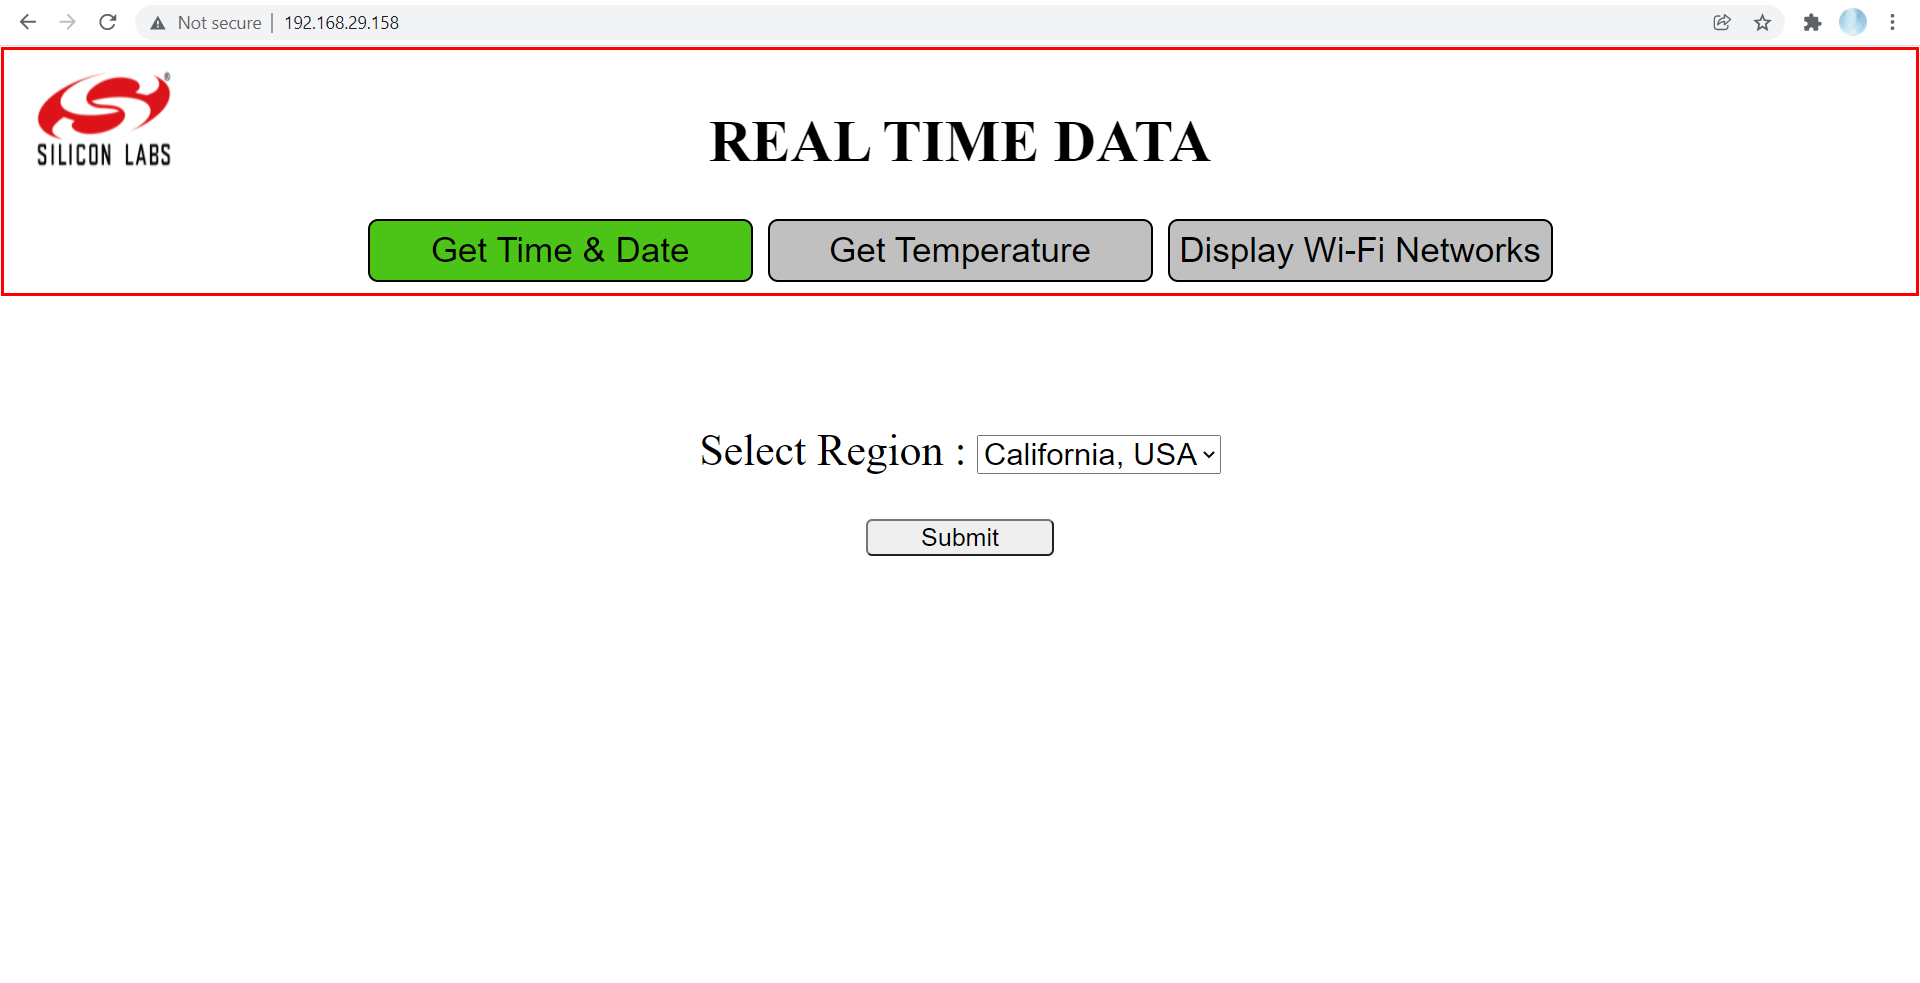 Not secure | 192.168.29.158
SILICON LABS®
REAL TIME DATA
Get Time & Date
Get Temperature
Display Wi-Fi Networks
Select Region : California, USA
Submit